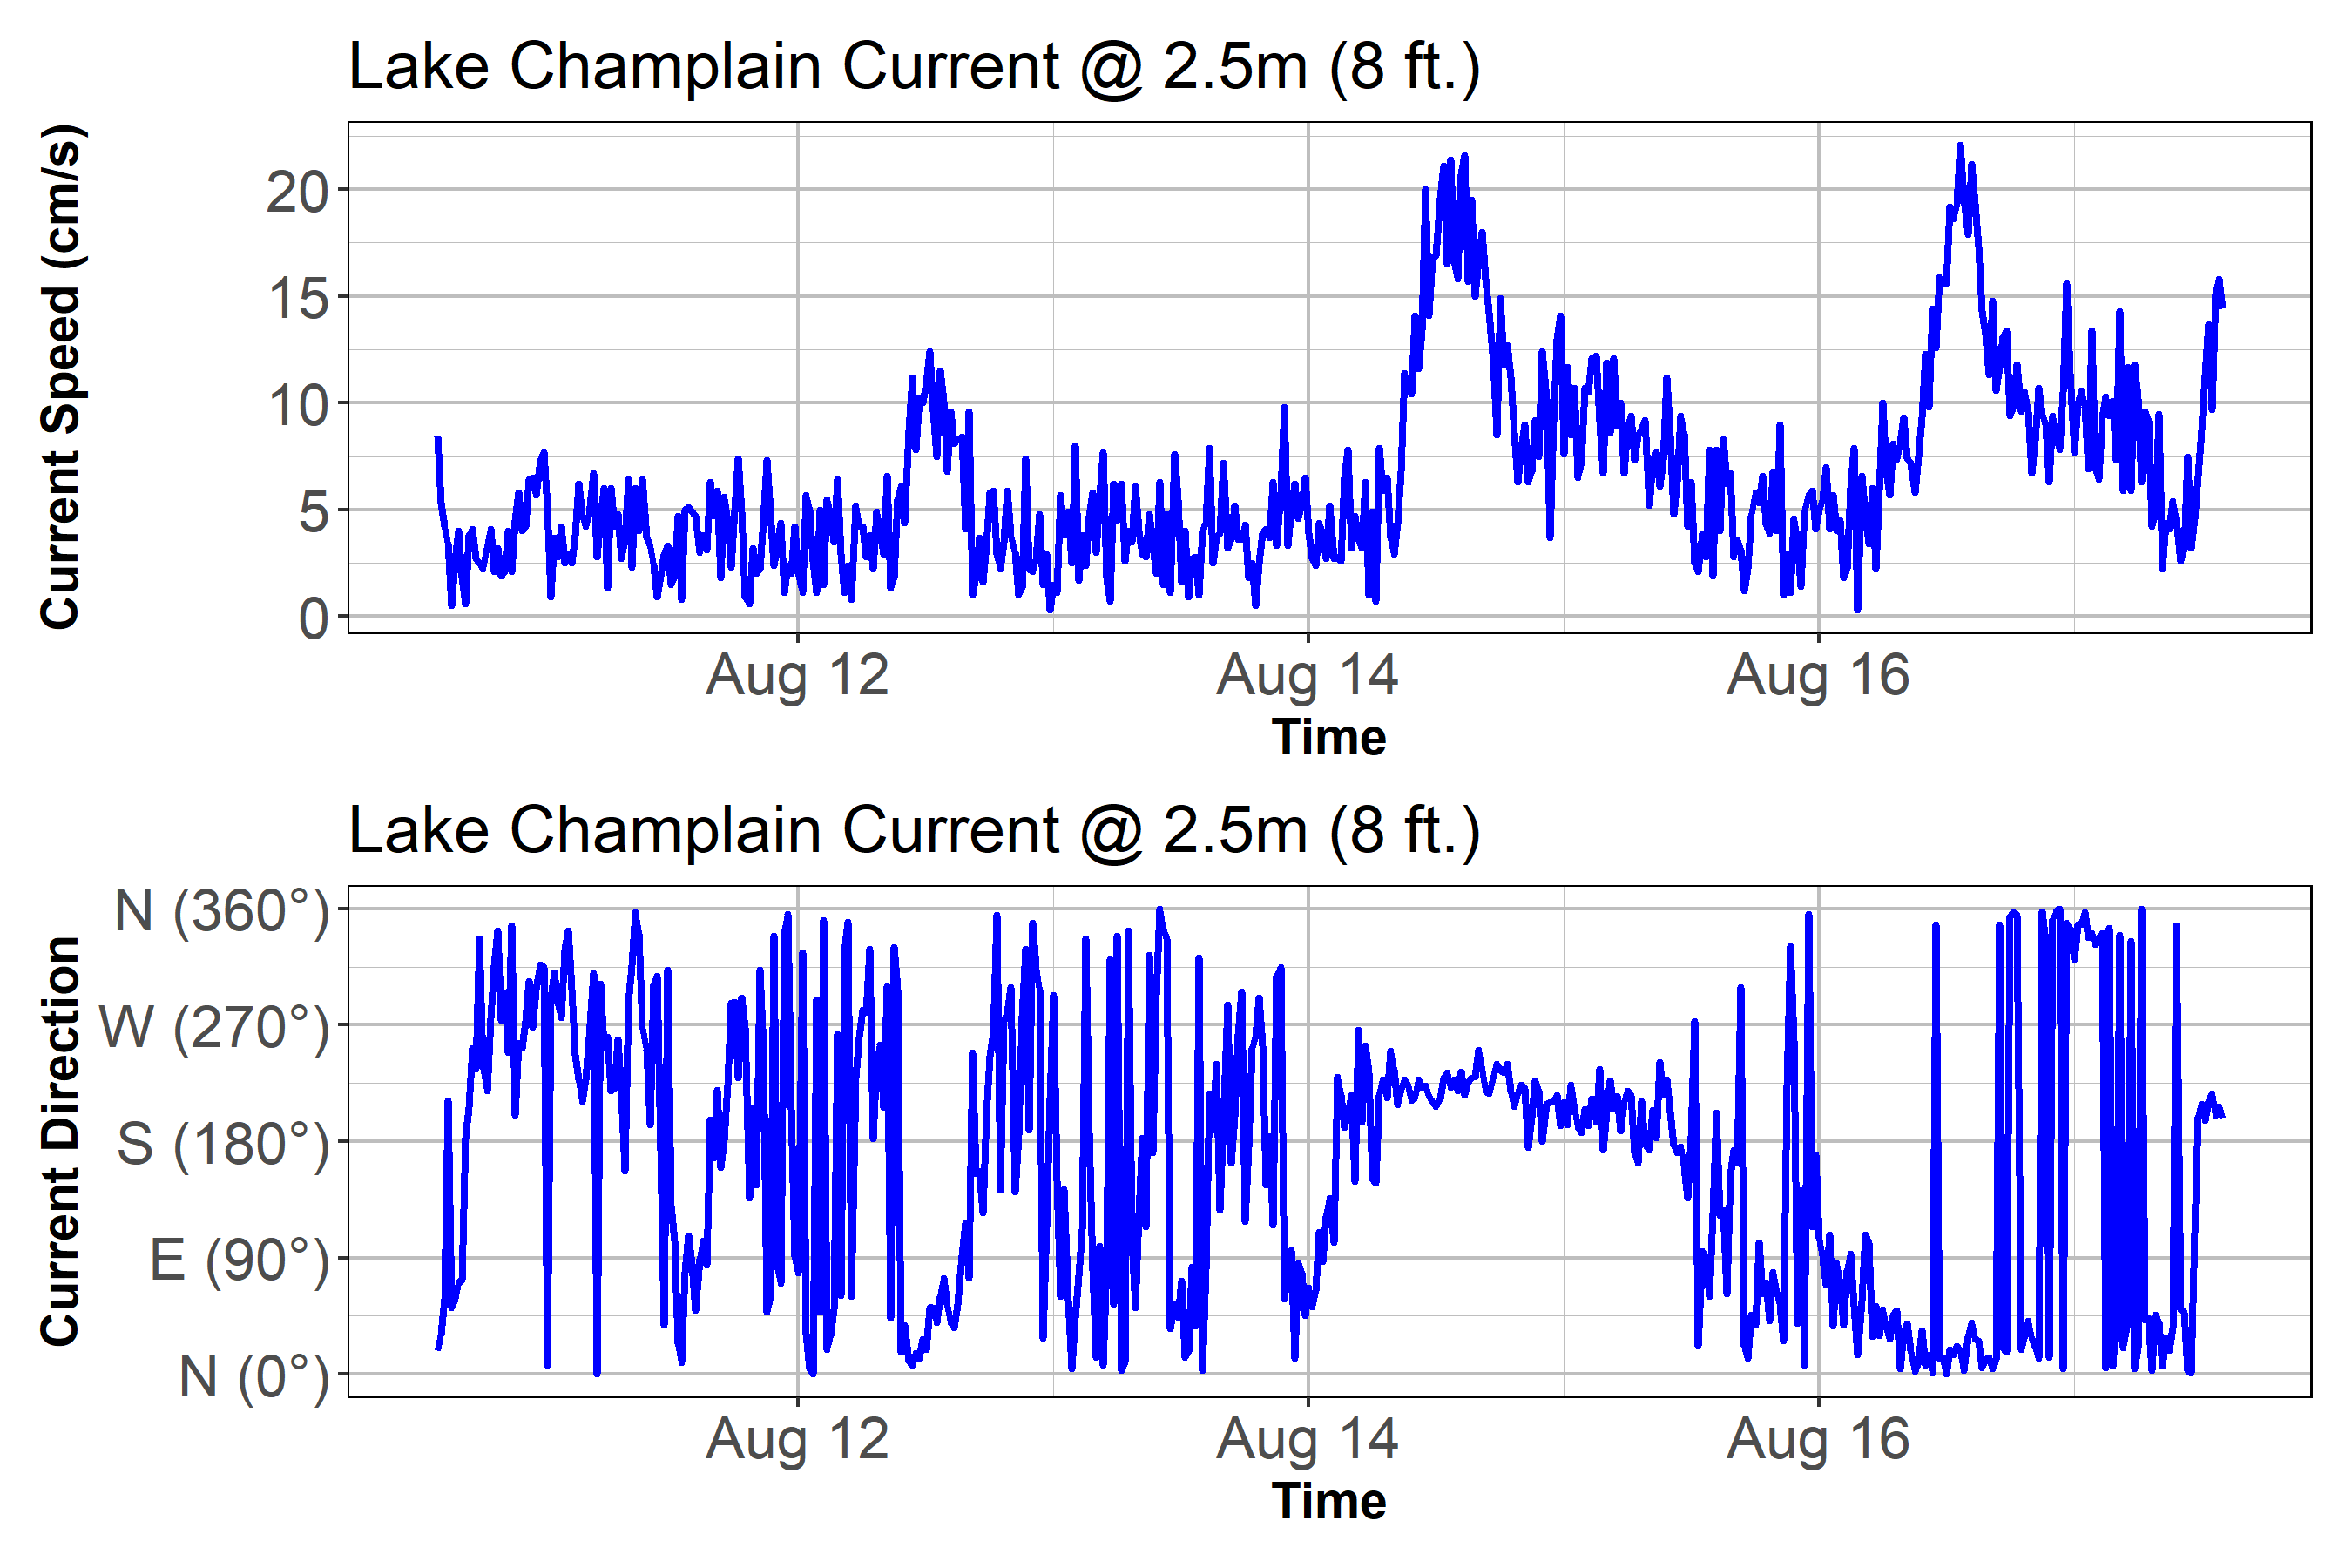 Lake Champlain Current @ 2.5m (8 ft.)
Current Speed (cm/s)
20
15
10
5
0
Aug 12 Aug 14 Aug 16
Time
Lake Champlain Current @ 2.5m (8 ft.)
Current Direction
N (360°)
W (270°)
S (180°)
E (90°)
N (0°)
Aug 12 Aug 14 Aug 16
Time